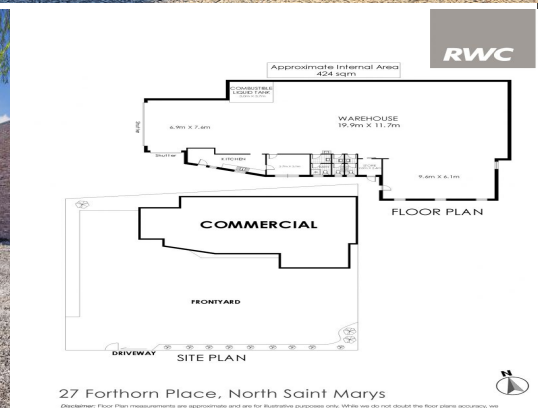 RWC
Approximate Internal Area
424 sqm
COMBUSTIBLE
LIQUID TANK
WAREHOUSE
19.9m X 11.7m
6.9m X 7.6m
Shutter
Shutter
KITCHEN
9.6m X 6.1m
FLOOR PLAN
COMMERCIAL
FRONTYARD
DRIVEWAY
SITE PLAN
N
27 Forthorn Place, North Saint Marys
Disclaimer: Floor Plan measurements are approximate and are for illustrative purposes only. While we do not doubt the floor plans accuracy, we